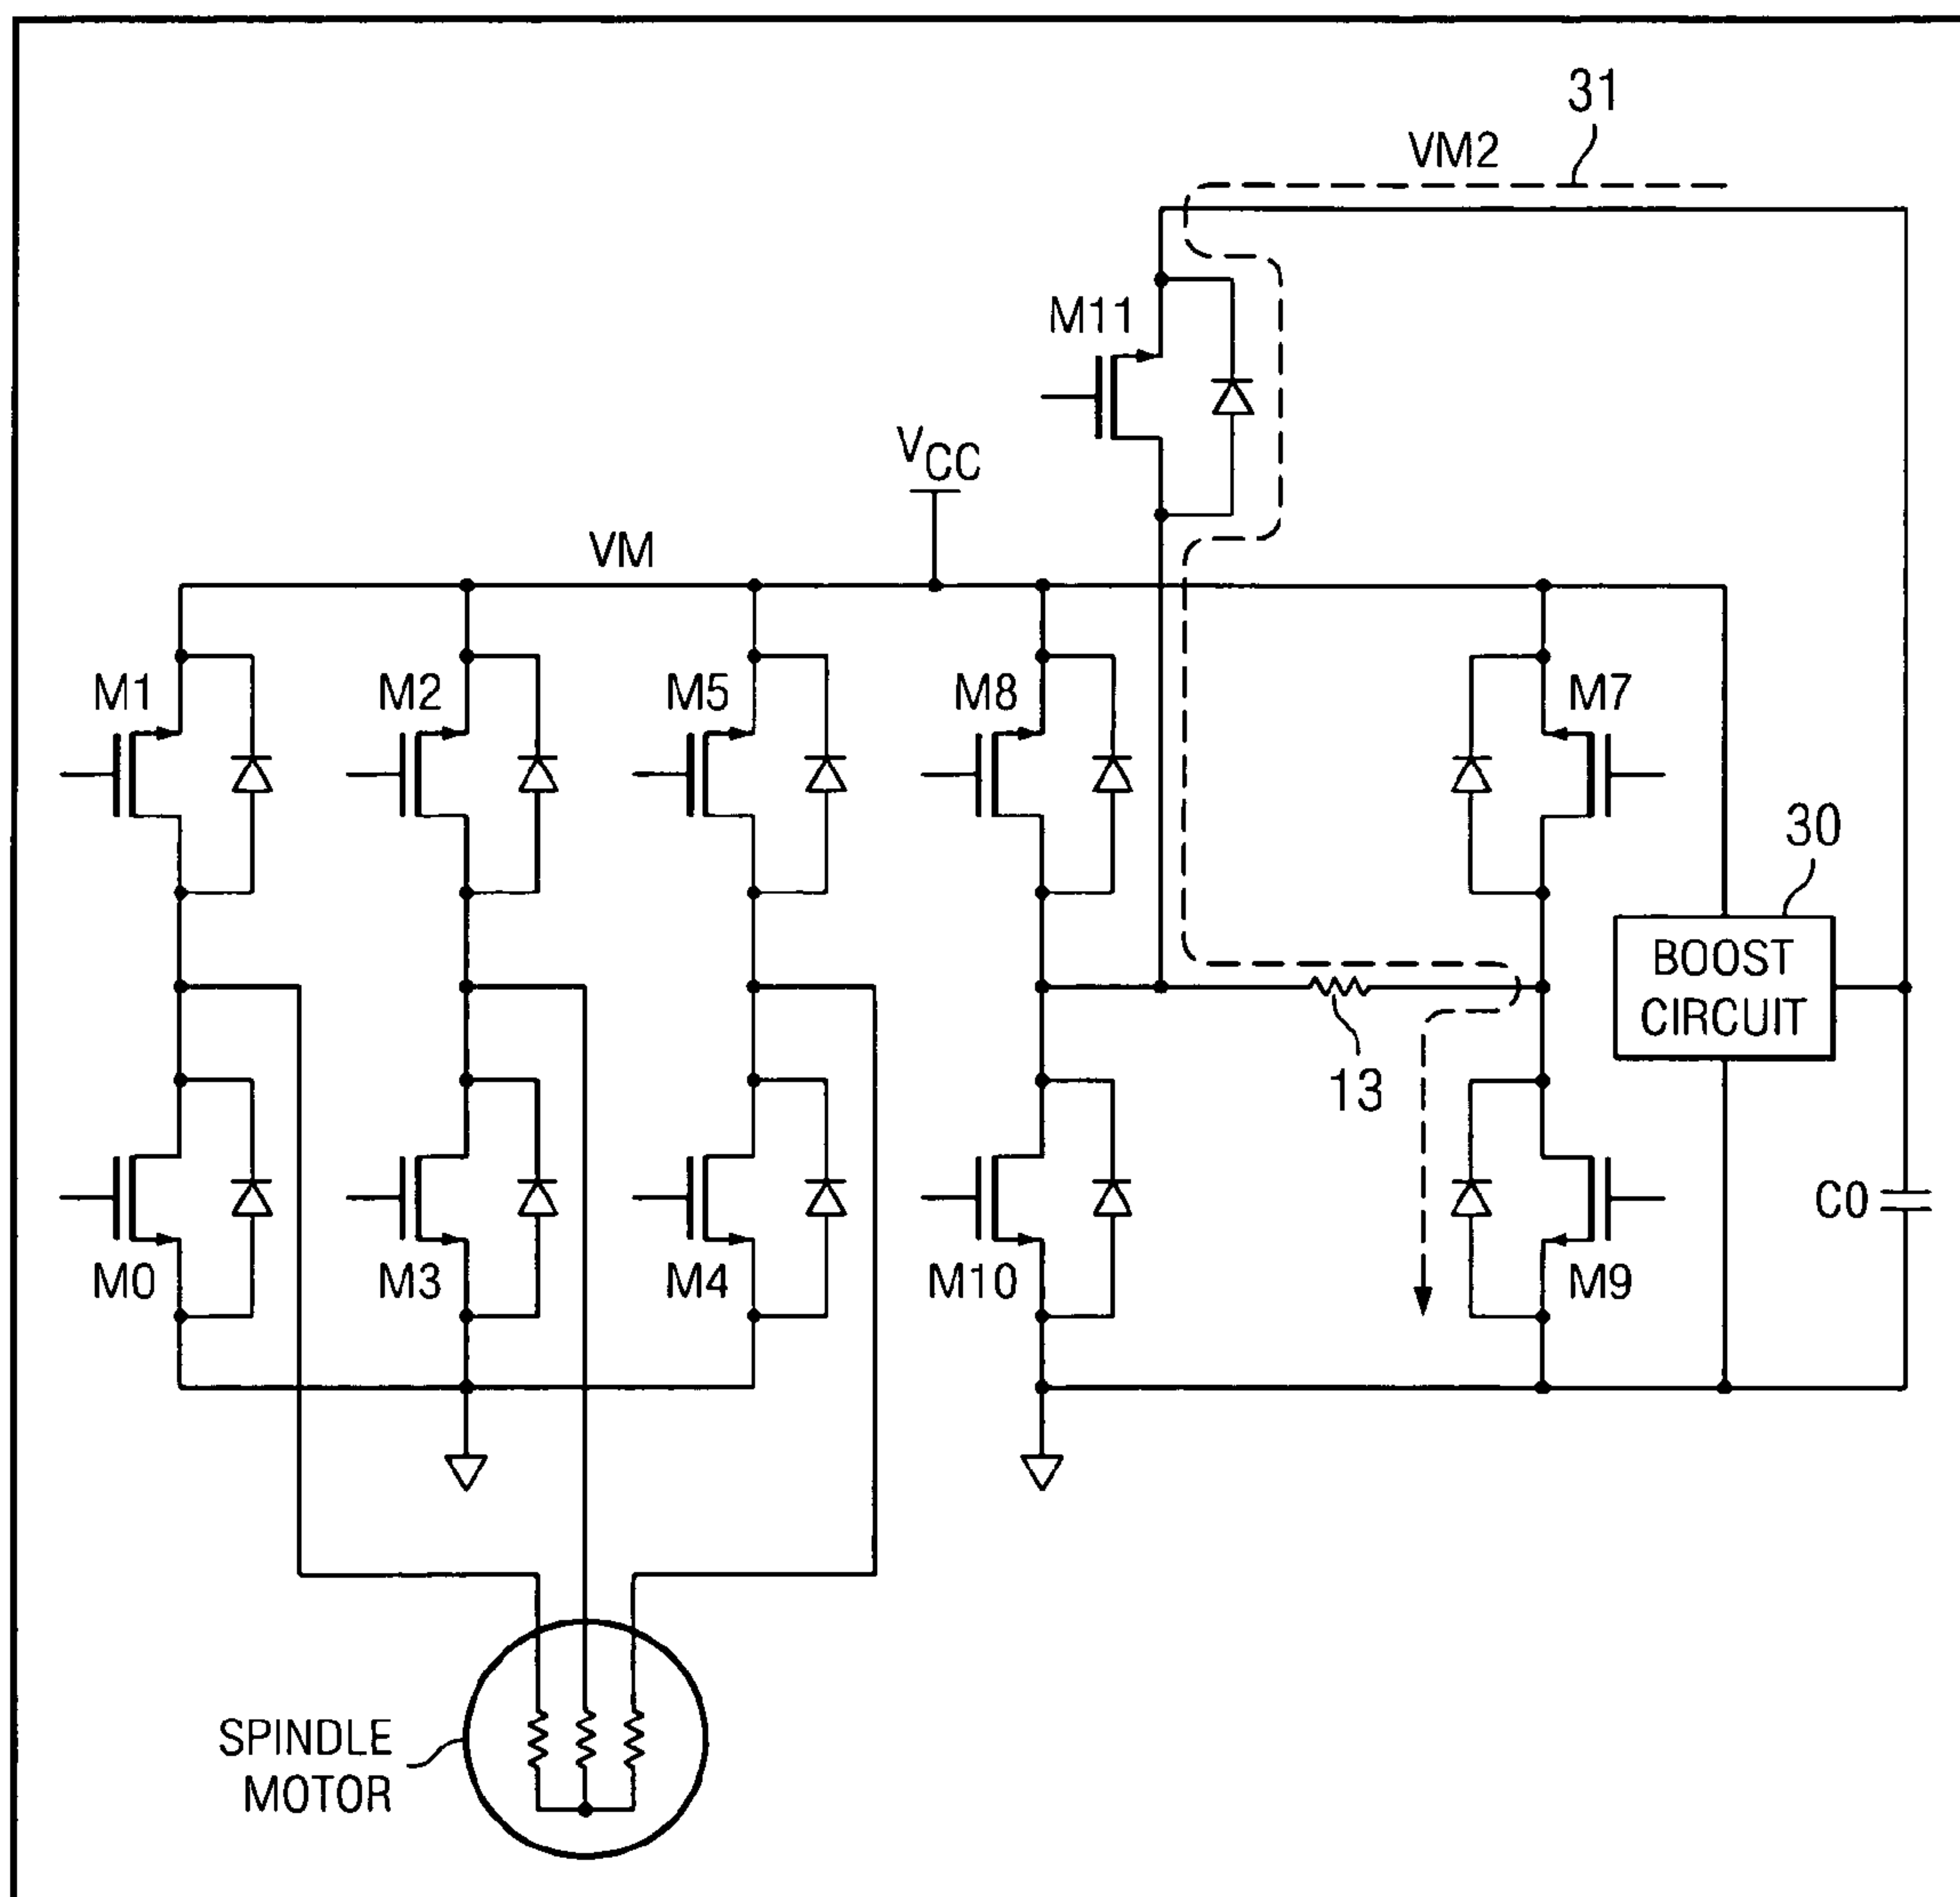 31
VM2
M11
VCC
VM
M1
M2
M5
M8
M7
30
BOOST
CIRCUIT
13
C0
M0
M3
M4
M10
M9
SPINDLE
MOTOR